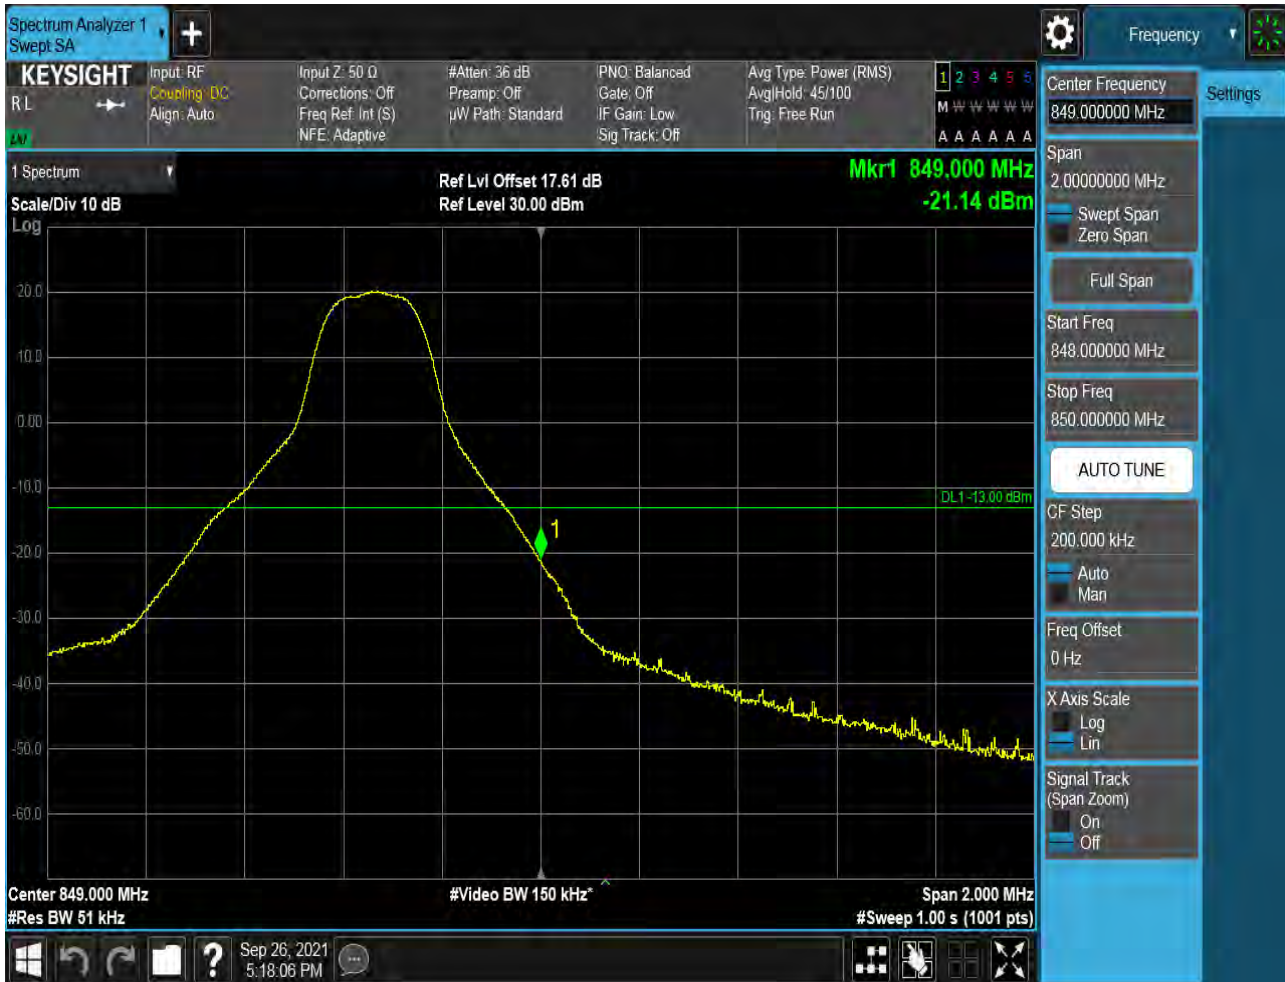 Spectrum Analyzer 1
Swept SA
+
Frequency
KEYSIGHT
RL
LNI
Input: RF
Coupling: DC
Align: Auto
Input Z: 50 Ω
Corrections: Off
Freq Ref: Int (S)
NFE: Adaptive
#Atten: 36 dB
Preamp: Off
µW Path: Standard
PNO: Balanced
Gate: Off
IF Gain: Low
Sig Track: Off
Avg Type: Power (RMS)
Avg|Hold: 45/100
Trig: Free Run
1 2 3 4 5 6
M W W W W W
A A A A A A
1 Spectrum
Scale/Div 10 dB
Log
Ref Lvl Offset 17.61 dB
Ref Level 30.00 dBm
Mkr1 849.000 MHz
-21.14 dBm
20.0
10.0
0.00
-10.0
-20.0
-30.0
-40.0
-50.0
-60.0
DL1 -13.00 dBm
1
Center 849.000 MHz
#Res BW 51 kHz
#Video BW 150 kHz*
Span 2.000 MHz
#Sweep 1.00 s (1001 pts)
Center Frequency
849.000000 MHz
Settings
Span
2.00000000 MHz
Swept Span
Zero Span
Full Span
Start Freq
848.000000 MHz
Stop Freq
850.000000 MHz
AUTO TUNE
CF Step
200.000 kHz
Auto
Man
Freq Offset
0 Hz
X Axis Scale
Log
Lin
Signal Track
(Span Zoom)
On
Off
?
Sep 26, 2021
5:18:06 PM